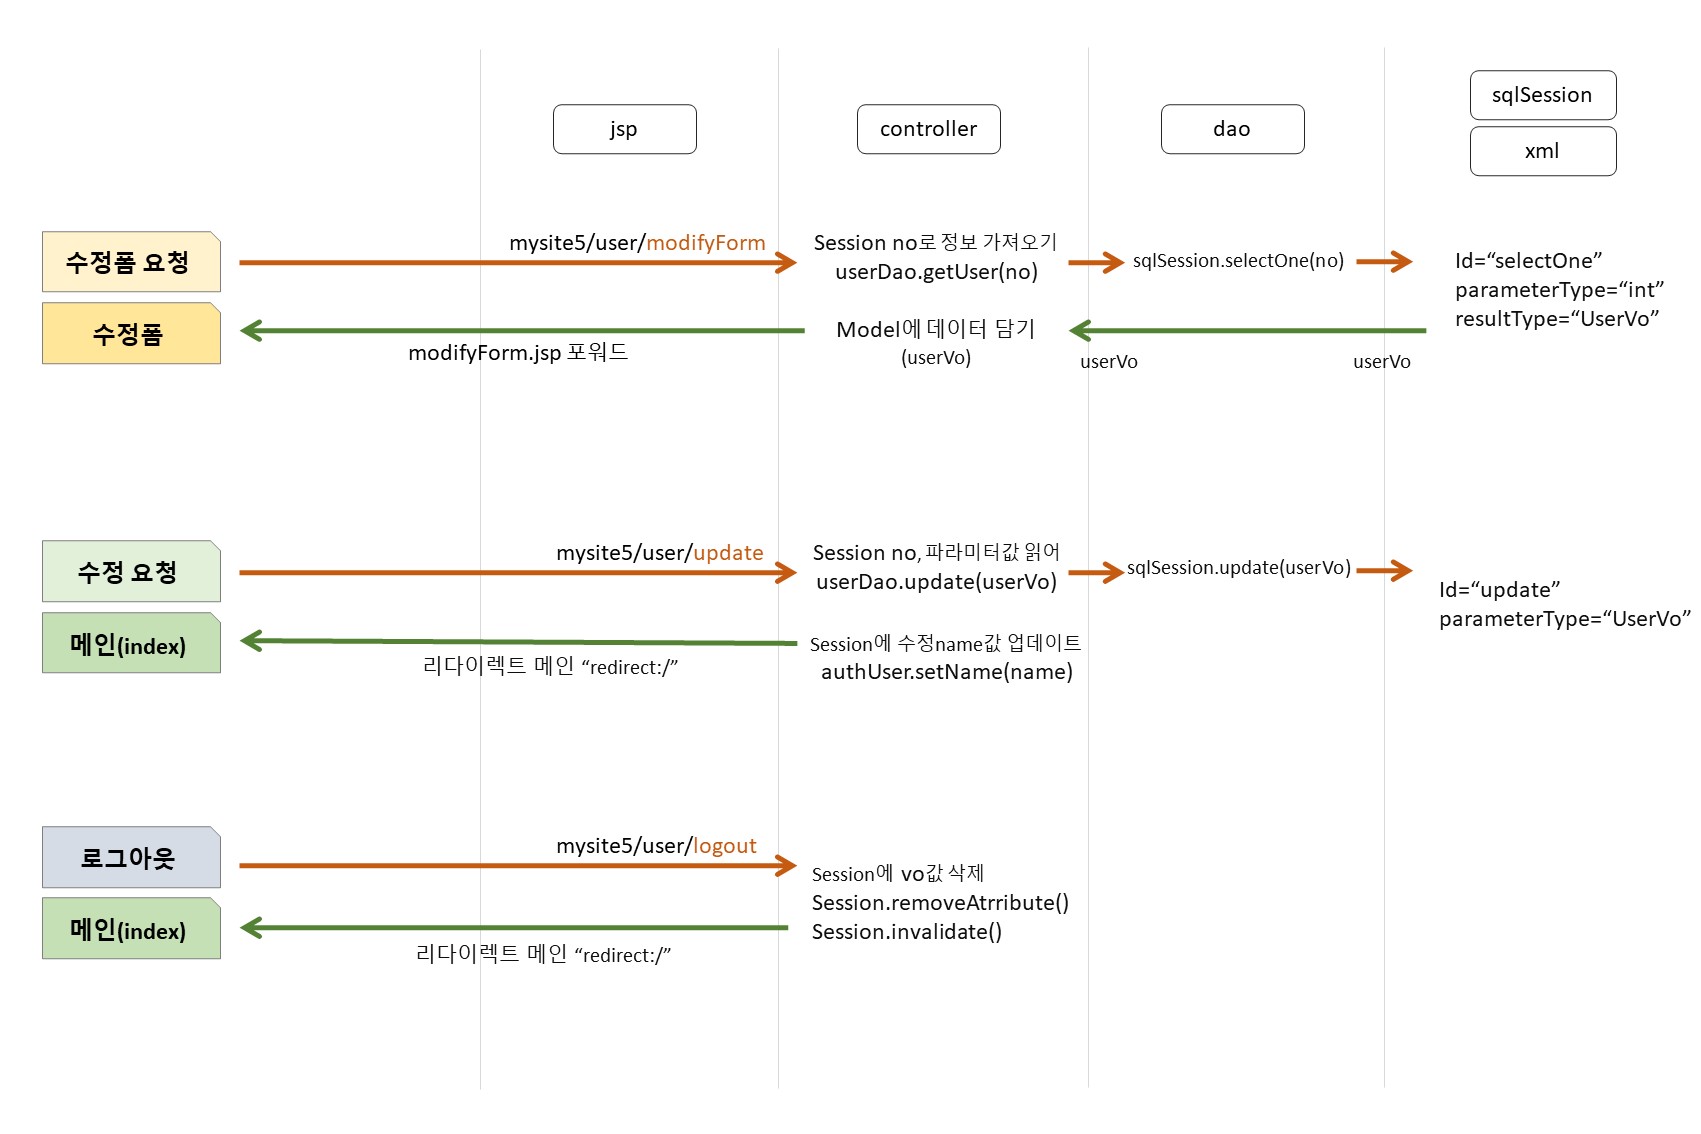 jsp
controller
dao
sqlSession
xml
수정폼 요청
mysite5/user/modifyForm
Session no로 정보 가져오기
userDao.getUser(no)
sqlSession.selectOne(no)
Id=“selectOne”
parameterType=“int”
resultType=“UserVo”
수정폼
modifyForm.jsp 포워드
Model에 데이터 담기
(userVo)
userVo
userVo
수정 요청
mysite5/user/update
Session no, 파라미터값 읽어
userDao.update(userVo)
sqlSession.update(userVo)
Id=“update”
parameterType=“UserVo”
메인(index)
리다이렉트 메인 “redirect:/”
Session에 수정name값 업데이트
authUser.setName(name)
로그아웃
mysite5/user/logout
Session에 vo값 삭제
Session.removeAtrribute()
Session.invalidate()
메인(index)
리다이렉트 메인 “redirect:/”